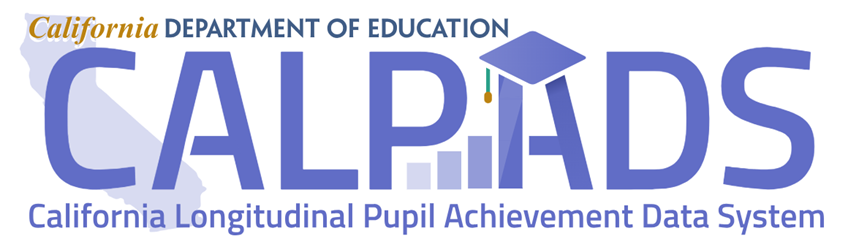 California DEPARTMENT OF EDUCATION
CALPADS
California Longitudinal Pupil Achievement Data System